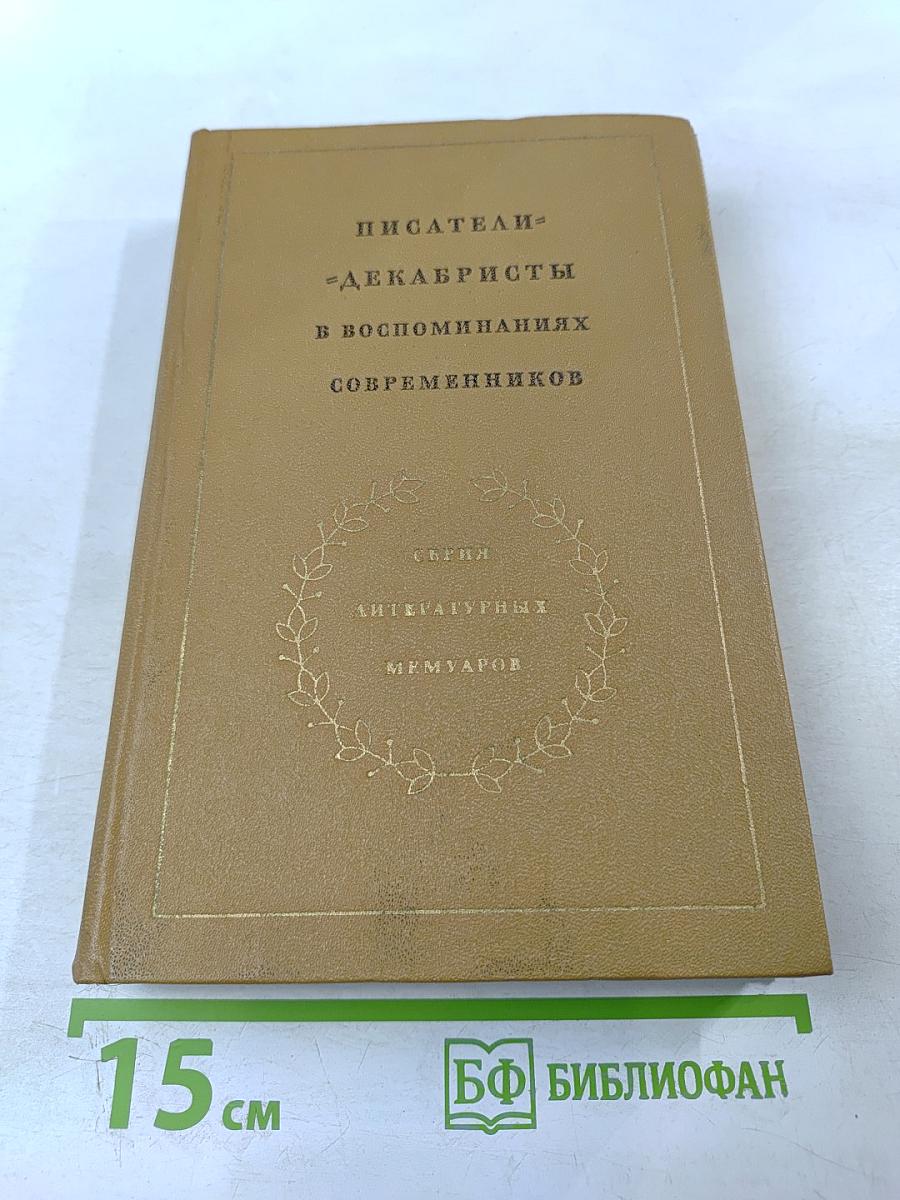 ПИСАТЕЛИ=
=ДЕКАБРИСТЫ
В ВОСПОМИНАНИЯХ
СОВРЕМЕННИКОВ
СЕРИЯ
ЛИТЕРАТУРНЫХ
МЕМУАРОВ
15 СМ
БФ БИБЛИОФАН